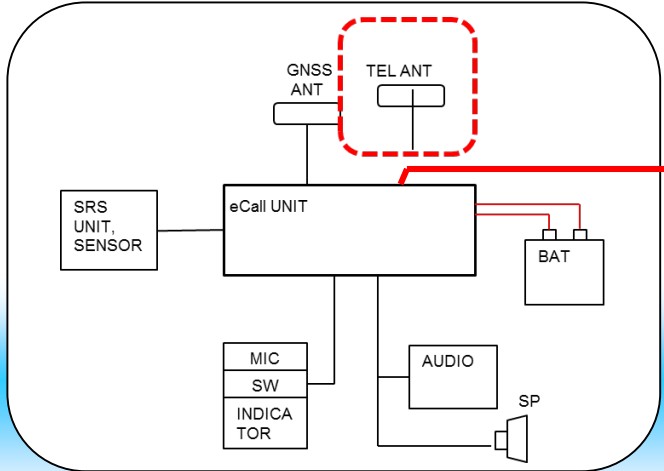 GNSS
ANT
TEL ANT
SRS
UNIT,
SENSOR
eCall UNIT
BAT
MIC
SW
INDICA
TOR
AUDIO
SP